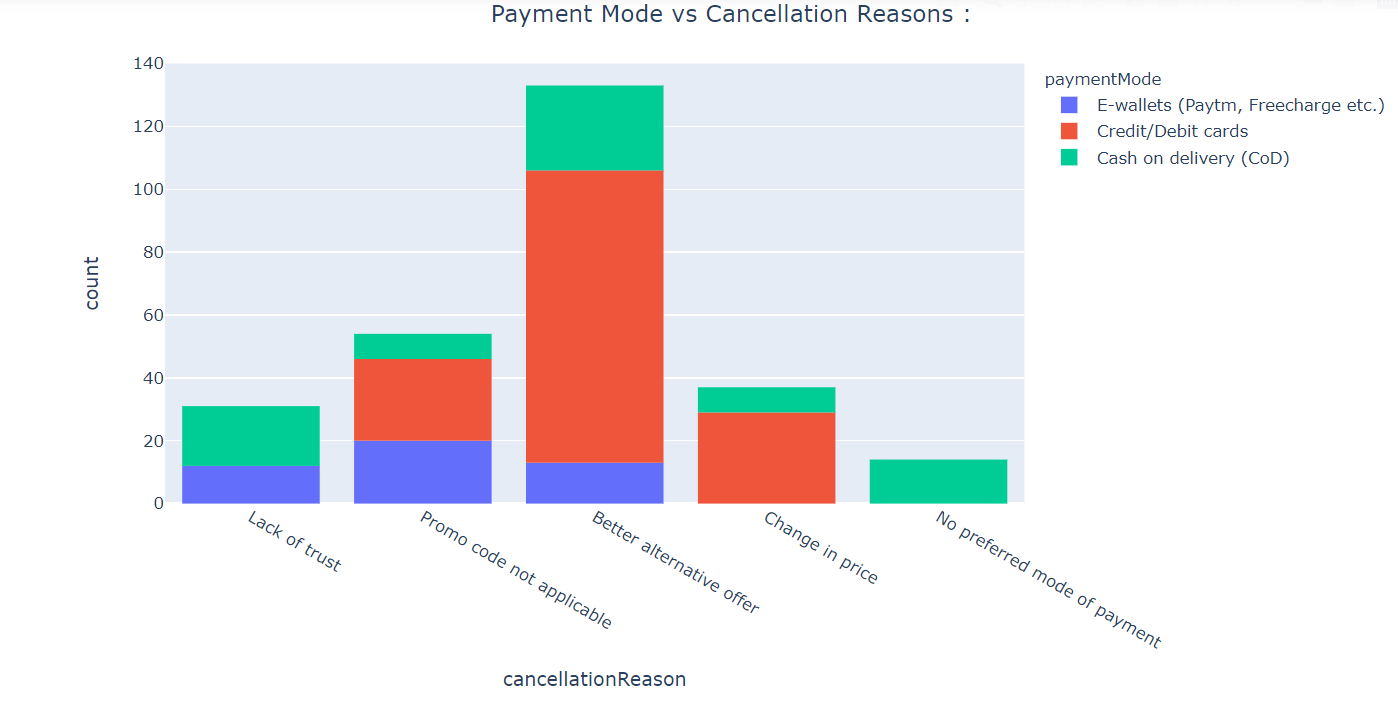 Payment Mode vs Cancellation Reasons :
140
120
100
80
60
40
20
0
count
Lack of trust
Promo code not applicable
Better alternative offer
Change in price
No preferred mode of payment
cancellationReason
paymentMode
E-wallets (Paytm, Freecharge etc.)
Credit/Debit cards
Cash on delivery (CoD)